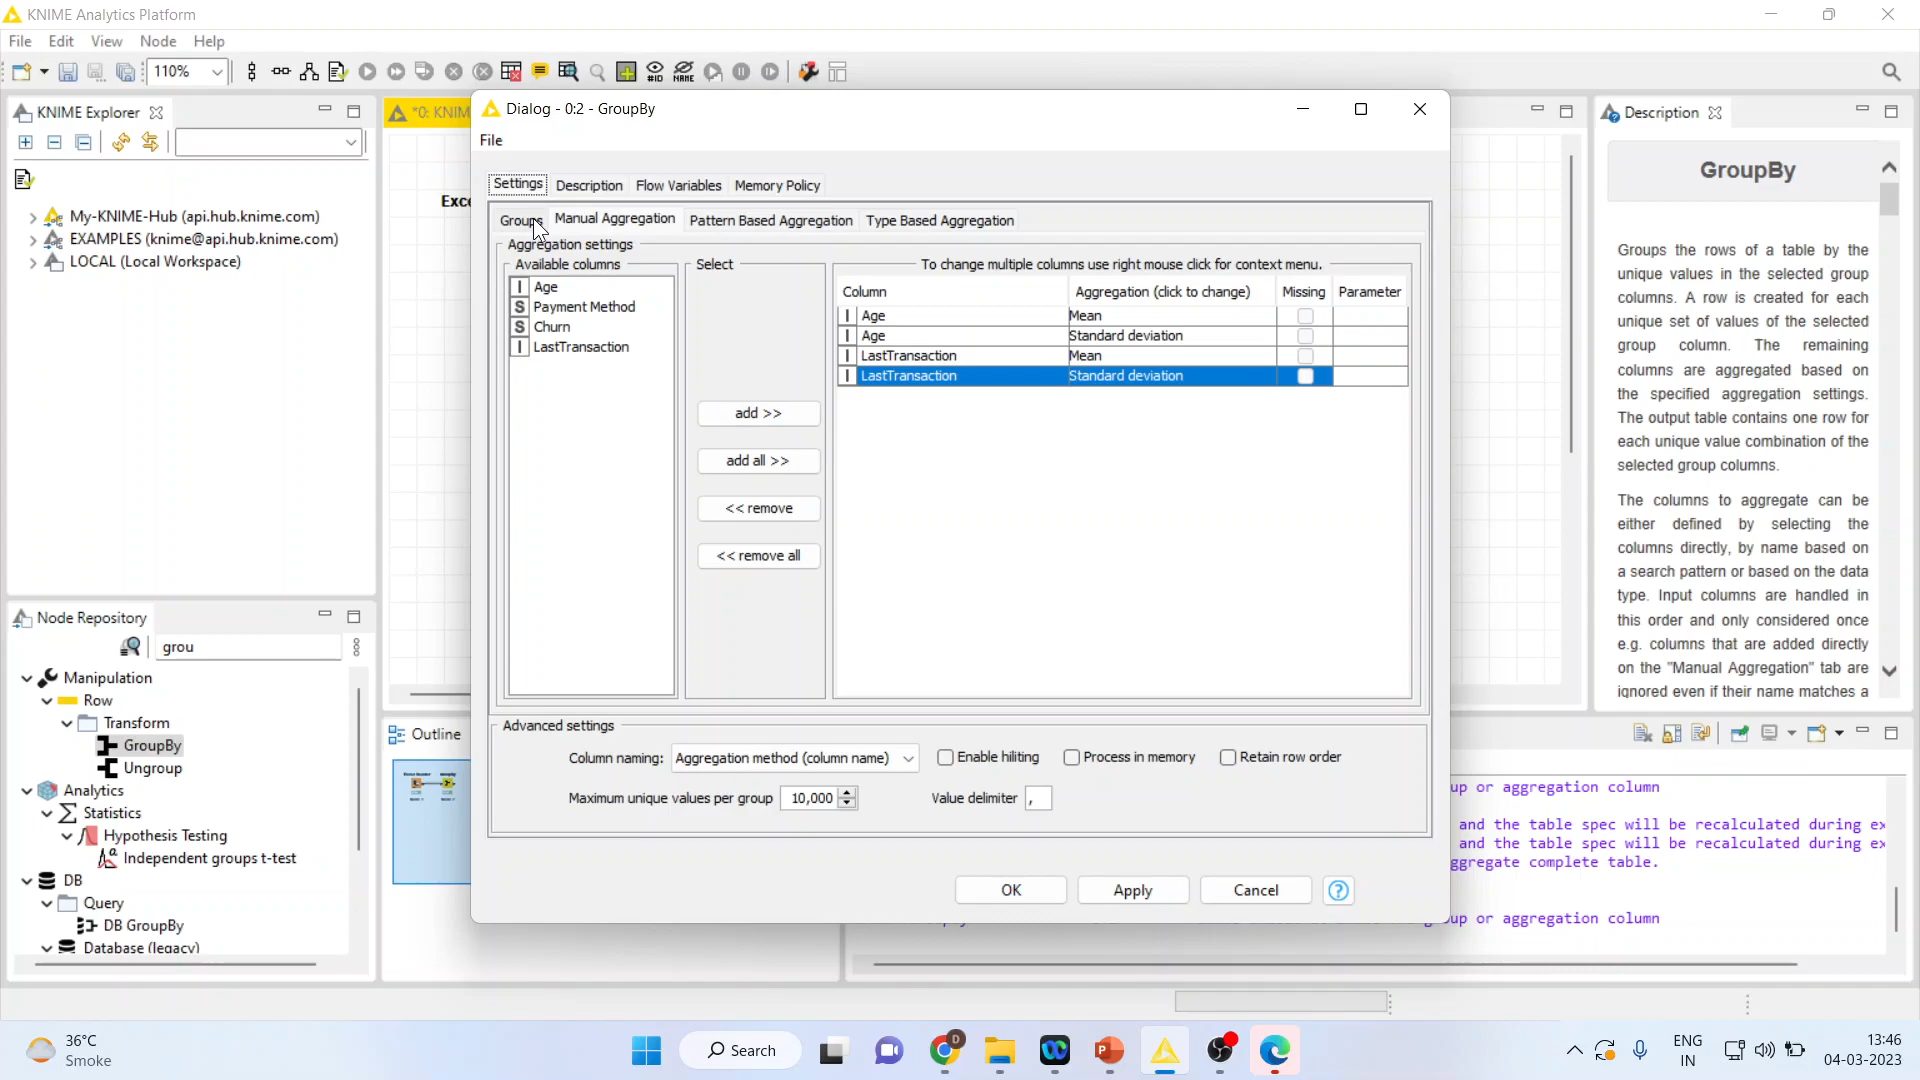 KNIME Analytics Platform
File Edit View Node Help
110%
#ID
NAME
KNIME Explorer
*0: KNIM
Dialog - 0:2 - GroupBy
Description
File
GroupBy
Exce
Settings Description Flow Variables Memory Policy
My-KNIME-Hub (api.hub.knime.com)
EXAMPLES (knime@api.hub.knime.com)
LOCAL (Local Workspace)
Groups Manual Aggregation Pattern Based Aggregation Type Based Aggregation
Aggregation settings
Available columns
Select
To change multiple columns use right mouse click for context menu.
I Age
S Payment Method
S Churn
I LastTransaction
Column Aggregation (click to change) Missing Parameter
I Age Mean
I Age Standard deviation
I LastTransaction Mean
I LastTransaction Standard deviation
add >>
add all >>
<< remove
<< remove all
Groups the rows of a table by the
unique values in the selected group
columns. A row is created for each
unique set of values of the selected
group column. The remaining
columns are aggregated based on
the specified aggregation settings.
The output table contains one row for
each unique value combination of the
selected group columns.
The columns to aggregate can be
either defined by selecting the
columns directly, by name based on
a search pattern or based on the data
type. Input columns are handled in
this order and only considered once
e.g. columns that are added directly
on the "Manual Aggregation" tab are
ignored even if their name matches a
Node Repository
grou
Manipulation
Row
Transform
GroupBy
Ungroup
Analytics
Statistics
Hypothesis Testing
Independent groups t-test
DB
Query
DB GroupBy
Database (legacy)
Outline
Advanced settings
Column naming: Aggregation method (column name) Enable hiliting Process in memory Retain row order
Maximum unique values per group 10,000 Value delimiter ,
OK Apply Cancel ?
up or aggregation column
and the table spec will be recalculated during ex
and the table spec will be recalculated during ex
ggregate complete table.
up or aggregation column
36°C
Smoke
Search
ENG
IN
13:46
04-03-2023